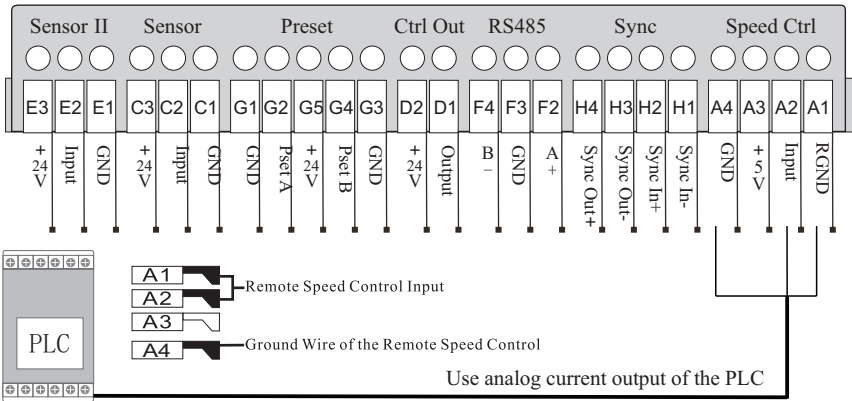 Sensor II Sensor Preset Ctrl Out RS485 Sync Speed Ctrl
E3 E2 E1 C3 C2 C1 G1 G2 G5 G4 G3 D2 D1 F4 F3 F2 H4 H3 H2 H1 A4 A3 A2 A1
+24V Input GND +24V Input GND GND Pset A +24V Pset B GND +24V Output B- GND A+ Sync Out+ Sync Out- Sync In+ Sync In- GND +5V Input RGND
A1
A2
Remote Speed Control Input
A3
A4 Ground Wire of the Remote Speed Control
PLC
Use analog current output of the PLC